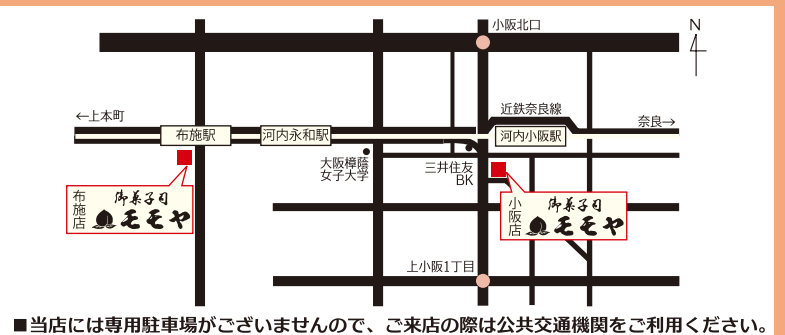 小阪北口
N
←上本町
布施駅
河内永和駅
近鉄奈良線
河内小阪駅
奈良→
大阪樟蔭
女子大学
三井住友
BK
布施店
御菓子司
モモヤ
小阪店
御菓子司
モモヤ
上小阪1丁目
■当店には専用駐車場がございませんので、ご来店の際は公共交通機関をご利用ください。